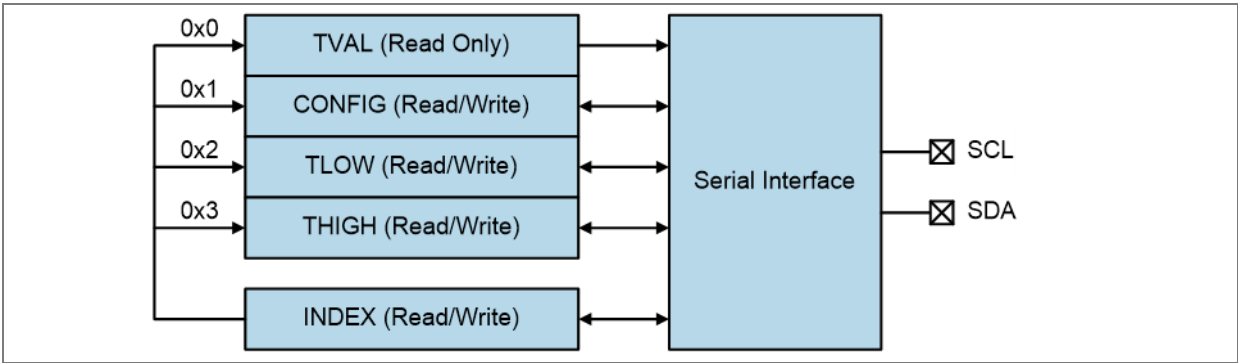 0x0
TVAL (Read Only)
0x1
CONFIG (Read/Write)
0x2
TLOW (Read/Write)
0x3
THIGH (Read/Write)
INDEX (Read/Write)
Serial Interface
SCL
SDA